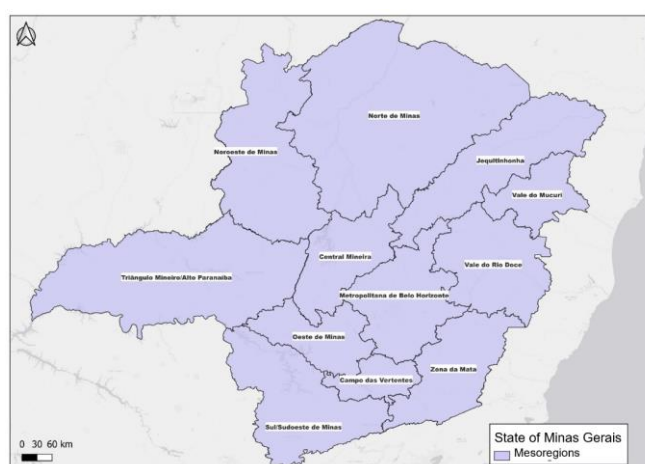 Norte de Minas
Noroeste de Minas
Jequitinhonha
Vale do Mucuri
Central Mineira
Vale do Rio Doce
Triângulo Mineiro/Alto Paranaíba
Metropolitana de Belo Horizonte
Oeste de Minas
Zona da Mata
Campo das Vertentes
Sul/Sudoeste de Minas
0 30 60 km
State of Minas Gerais
Mesoregions